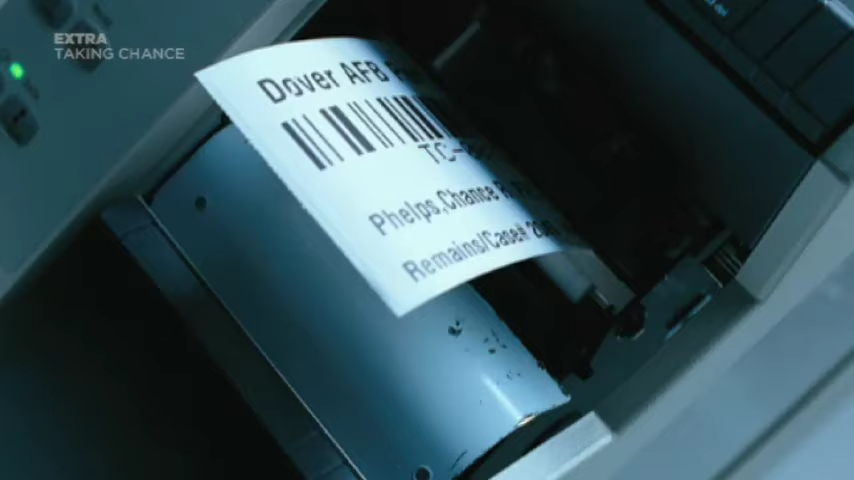 EXTRA
TAKING CHANCE
Dover AFB
TC-
Phelps,Chance R
Remains/Case#